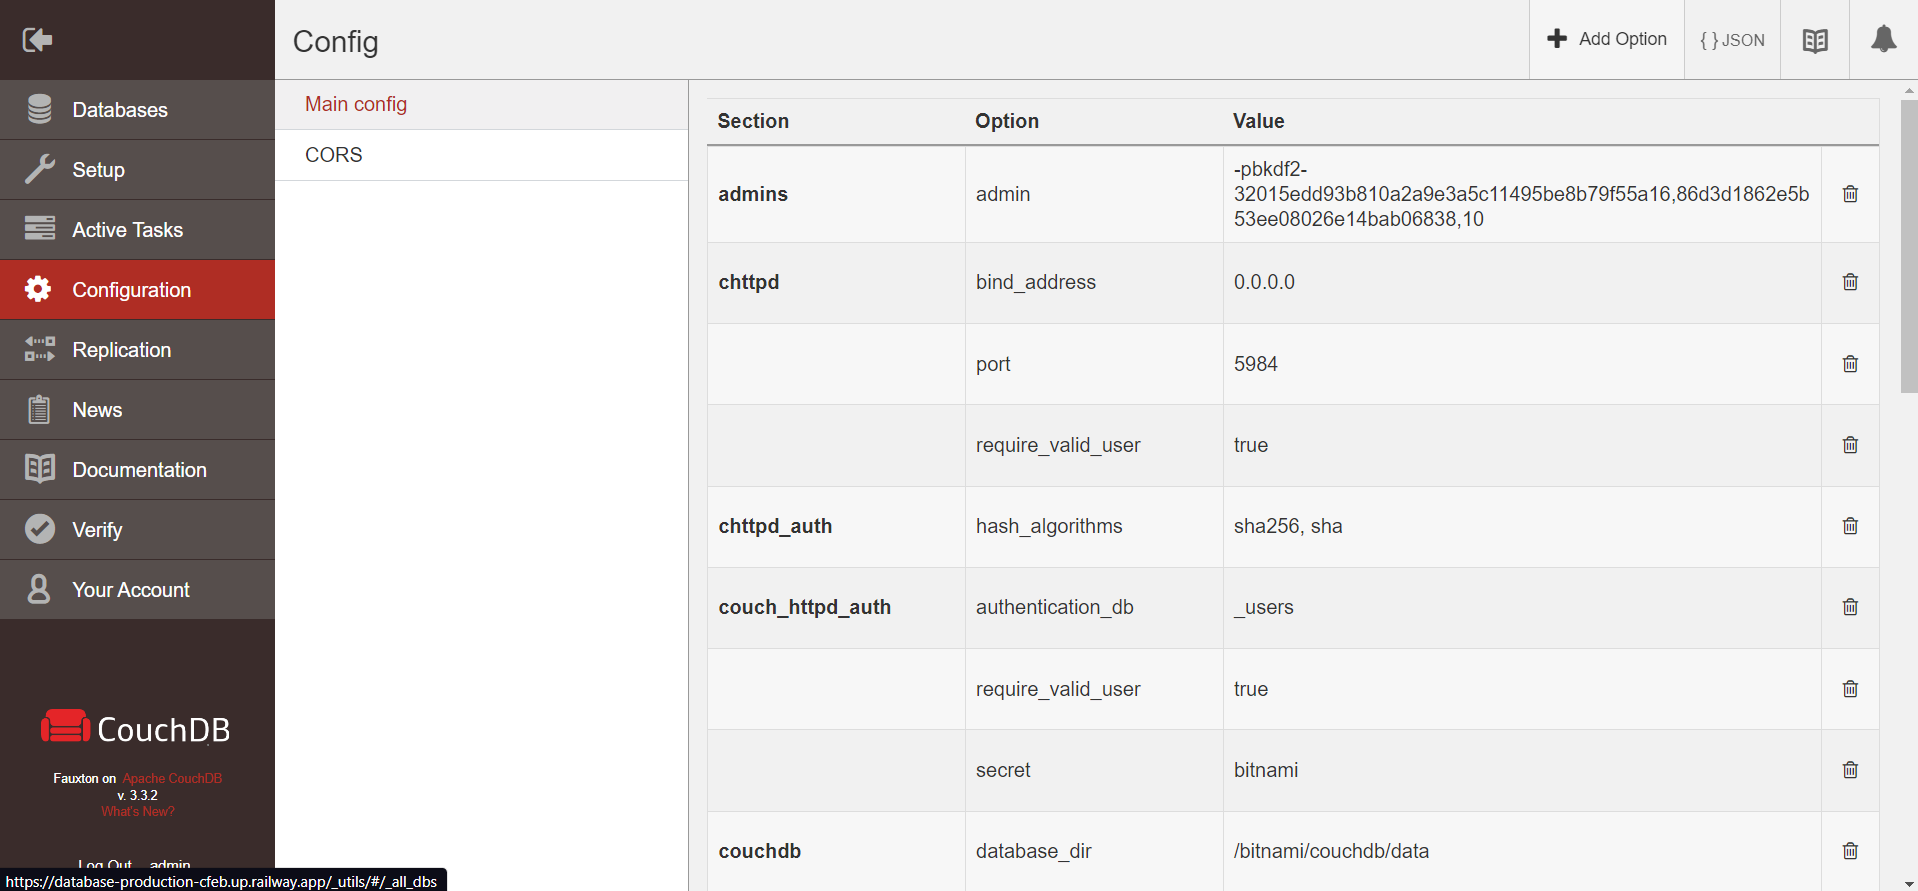 Config
Add Option
{ } JSON
Databases
Setup
Active Tasks
Configuration
Replication
News
Documentation
Verify
Your Account
CouchDB
Fauxton on Apache CouchDB
v. 3.3.2
What's New?
Log Out admin
https://database-production-cfeb.up.railway.app/_utils/#/_all_dbs
Main config
CORS
Section Option Value
admins admin -pbkdf2-
32015edd93b810a2a9e3a5c11495be8b79f55a16,86d3d1862e5b
53ee08026e14bab06838,10
chttpd bind_address 0.0.0.0
port 5984
require_valid_user true
chttpd_auth hash_algorithms sha256, sha
couch_httpd_auth authentication_db _users
require_valid_user true
secret bitnami
couchdb database_dir /bitnami/couchdb/data